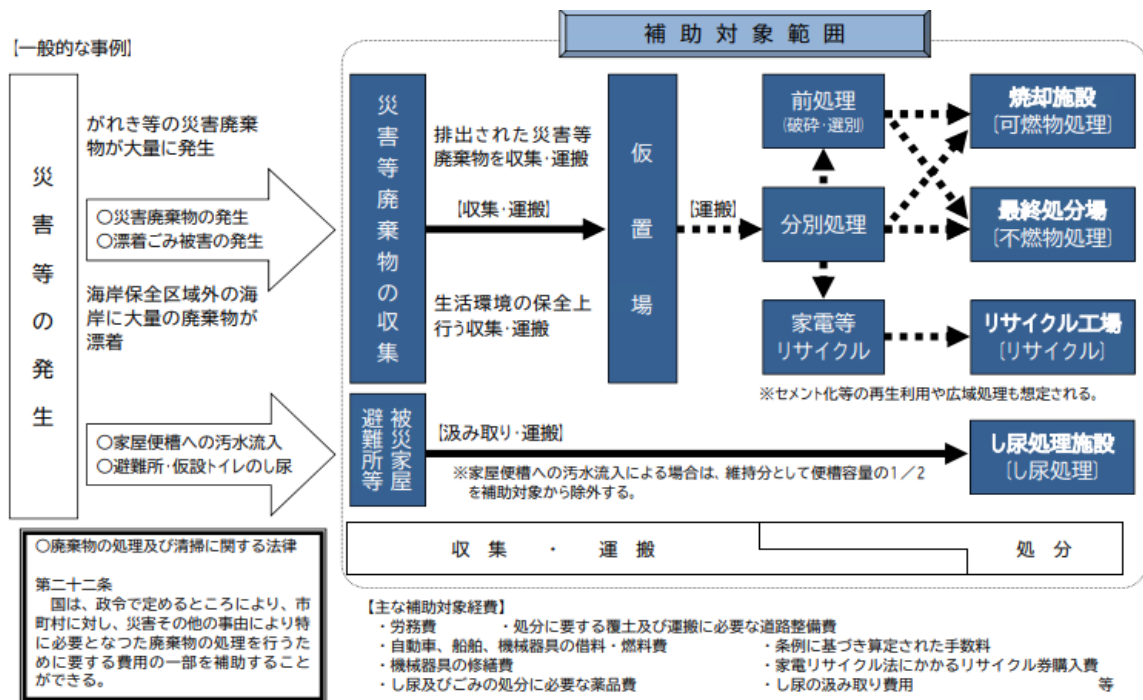 補助対象範囲
【一般的な事例】
災害等の発生
がれき等の災害廃棄
物が大量に発生
○災害廃棄物の発生
○漂着ごみ被害の発生
海岸保全区域外の海
岸に大量の廃棄物が
漂着
○家屋便槽への汚水流入
○避難所・仮設トイレのし尿
災害等廃棄物の収集
排出された災害等
廃棄物を収集・運搬
【収集・運搬】
生活環境の保全上
行う収集・運搬
仮置場
【運搬】
前処理
(破砕・選別)
分別処理
家電等
リサイクル
焼却施設
[可燃物処理]
最終処分場
[不燃物処理]
リサイクル工場
[リサイクル]
※セメント化等の再生利用や広域処理も想定される。
被災家屋
避難所等
【汲み取り・運搬】
※家屋便槽への汚水流入による場合は、維持分として便槽容量の1/2
を補助対象から除外する。
し尿処理施設
[し尿処理]
収集・運搬
処分
○廃棄物の処理及び清掃に関する法律
第二十二条
国は、政令で定めるところにより、市
町村に対し、災害その他の事由により特
に必要となつた廃棄物の処理を行うた
めに要する費用の一部を補助すること
ができる。
【主な補助対象経費】
・労務費 ・処分に要する覆土及び運搬に必要な道路整備費
・自動車、船舶、機械器具の借料・燃料費 ・条例に基づき算定された手数料
・機械器具の修繕費 ・家電リサイクル法にかかるリサイクル券購入費
・し尿及びごみの処分に必要な薬品費 ・し尿の汲み取り費用 等